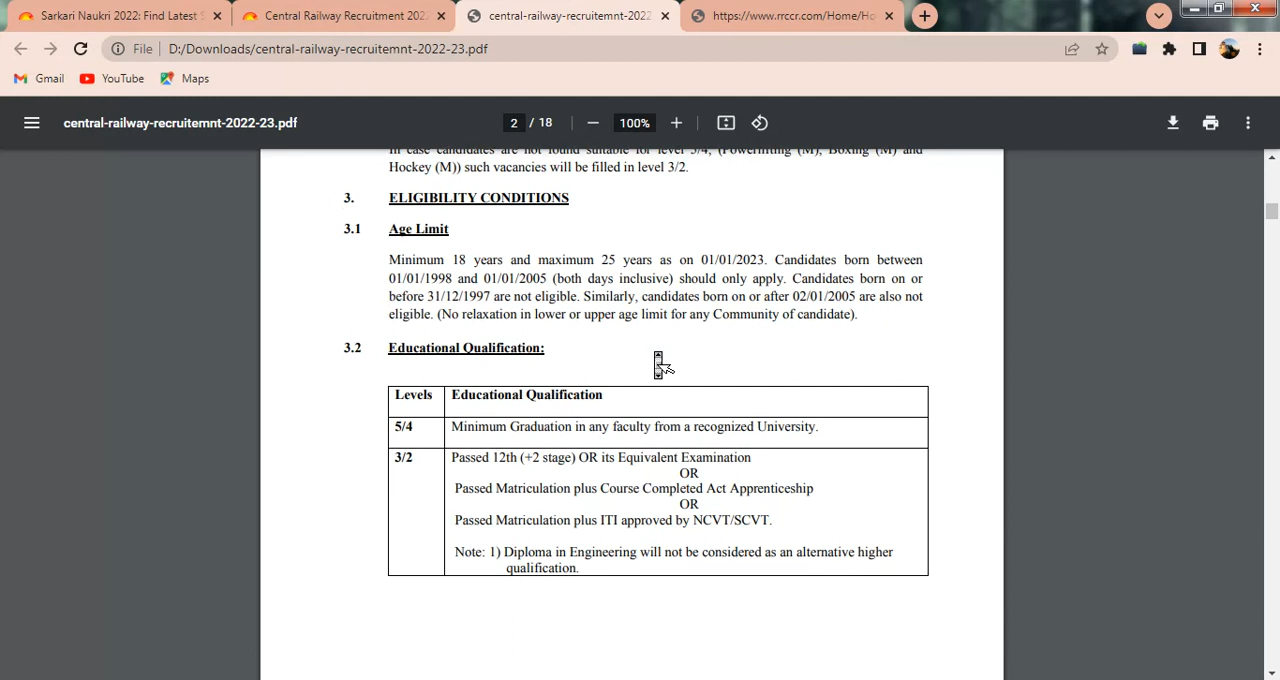 Sarkari Naukri 2022: Find Latest S
Central Railway Recruitment 202
central-railway-recruitemnt-2022
https://www.rrccr.com/Home/Ho
File
D:/Downloads/central-railway-recruitemnt-2022-23.pdf
Gmail
YouTube
Maps
central-railway-recruitemnt-2022-23.pdf
2 / 18
100%
In case candidates are not found suitable for level 5/4, (Powerlifting (M), Boxing (M) and
Hockey (M)) such vacancies will be filled in level 3/2.
3. ELIGIBILITY CONDITIONS
3.1 Age Limit
Minimum 18 years and maximum 25 years as on 01/01/2023. Candidates born between
01/01/1998 and 01/01/2005 (both days inclusive) should only apply. Candidates born on or
before 31/12/1997 are not eligible. Similarly, candidates born on or after 02/01/2005 are also not
eligible. (No relaxation in lower or upper age limit for any Community of candidate).
3.2 Educational Qualification:
Levels Educational Qualification
5/4 Minimum Graduation in any faculty from a recognized University.
3/2 Passed 12th (+2 stage) OR its Equivalent Examination
OR
Passed Matriculation plus Course Completed Act Apprenticeship
OR
Passed Matriculation plus ITI approved by NCVT/SCVT.
Note: 1) Diploma in Engineering will not be considered as an alternative higher
qualification.